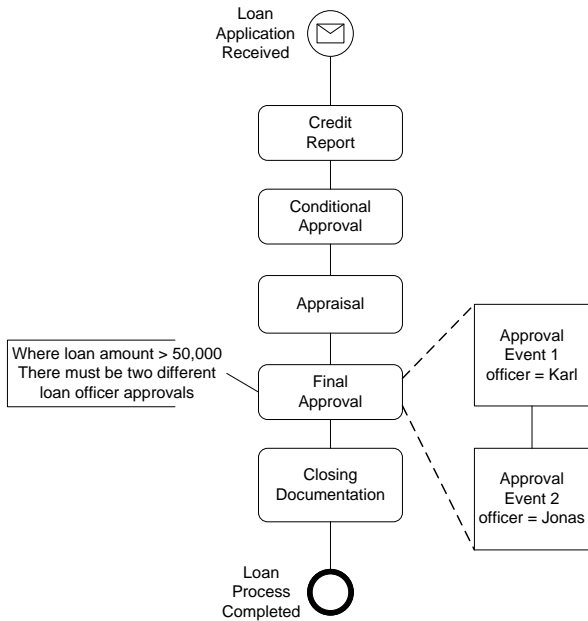 Loan
Application
Received
Credit
Report
Conditional
Approval
Appraisal
Where loan amount > 50,000
There must be two different
loan officer approvals
Final
Approval
Approval
Event 1
officer = Karl
Approval
Event 2
officer = Jonas
Closing
Documentation
Loan
Process
Completed